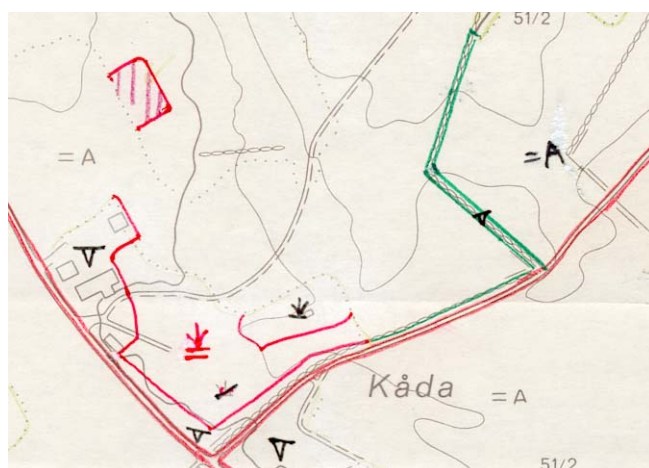 51/2
= A
= A
Kåda
= A
51/2